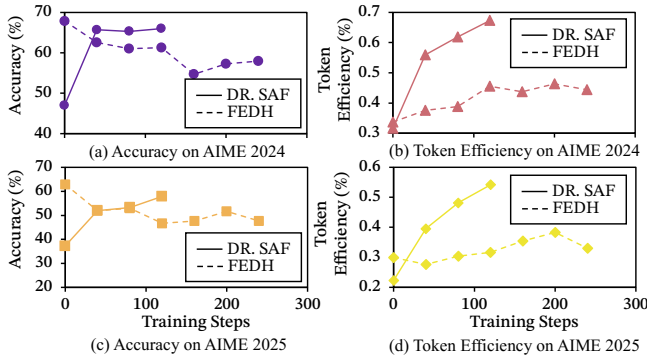 Accuracy (%)
70
60
50
40
DR. SAF
FEDH
(a) Accuracy on AIME 2024
Token
Efficiency (%)
0.7
0.6
0.5
0.4
0.3
DR. SAF
FEDH
(b) Token Efficiency on AIME 2024
Accuracy (%)
70
60
50
40
30
20
DR. SAF
FEDH
0
100
200
300
Training Steps
(c) Accuracy on AIME 2025
Token
Efficiency (%)
0.6
0.5
0.4
0.3
0.2
DR. SAF
FEDH
0
100
200
300
Training Steps
(d) Token Efficiency on AIME 2025